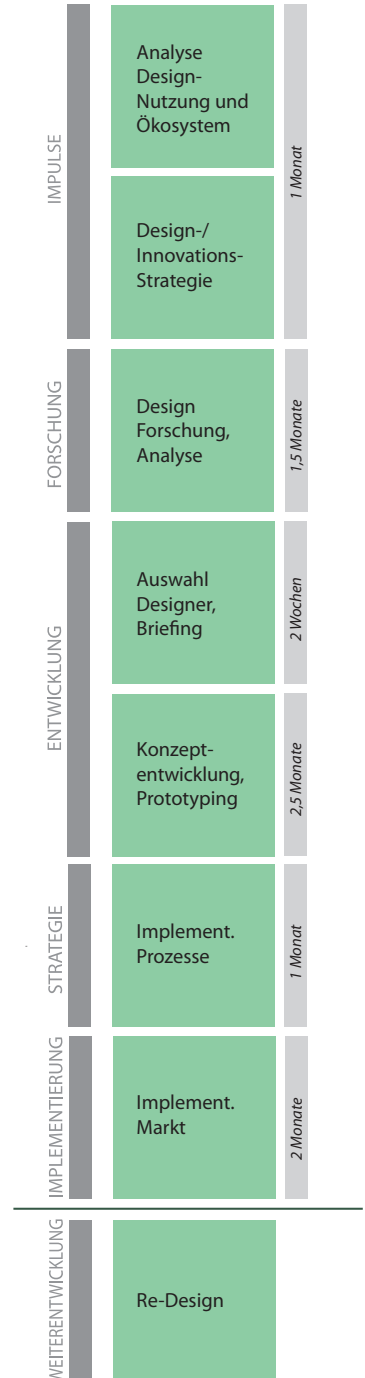 IMPULSE
Analyse
Design-
Nutzung und
Ökosystem
1 Monat
Design-/
Innovations-
Strategie
FORSCHUNG
Design
Forschung,
Analyse
1,5 Monate
ENTWICKLUNG
Auswahl
Designer,
Briefing
2 Wochen
Konzept-
entwicklung,
Prototyping
2,5 Monate
STRATEGIE
Implement.
Prozesse
1 Monat
IMPLEMENTIERUNG
Implement.
Markt
2 Monate
WEITERENTWICKLUNG
Re-Design